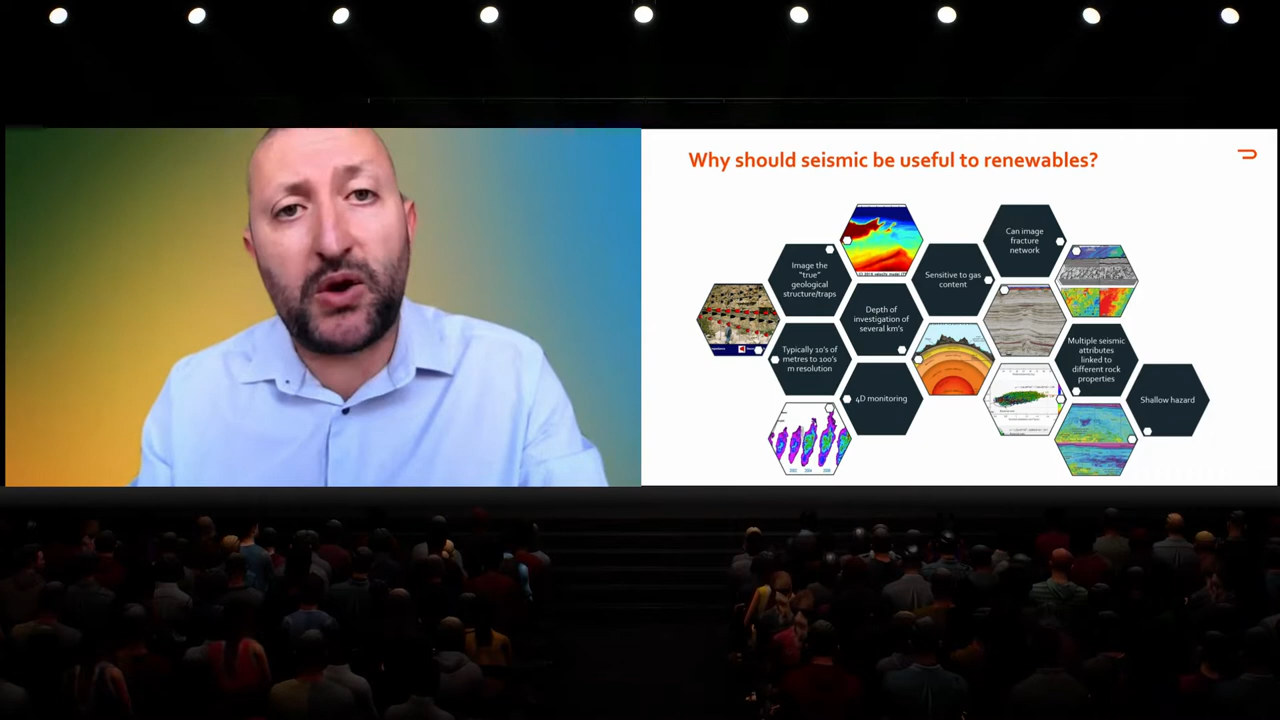 Why should seismic be useful to renewables?
Can image
fracture
network
Image the
"true"
geological
structure/traps
Sensitive to gas
content
Depth of
investigation of
several km's
Typically 10's of
metres to 100's
m resolution
Multiple seismic
attributes
linked to
different rock
properties
4D monitoring
Shallow hazard